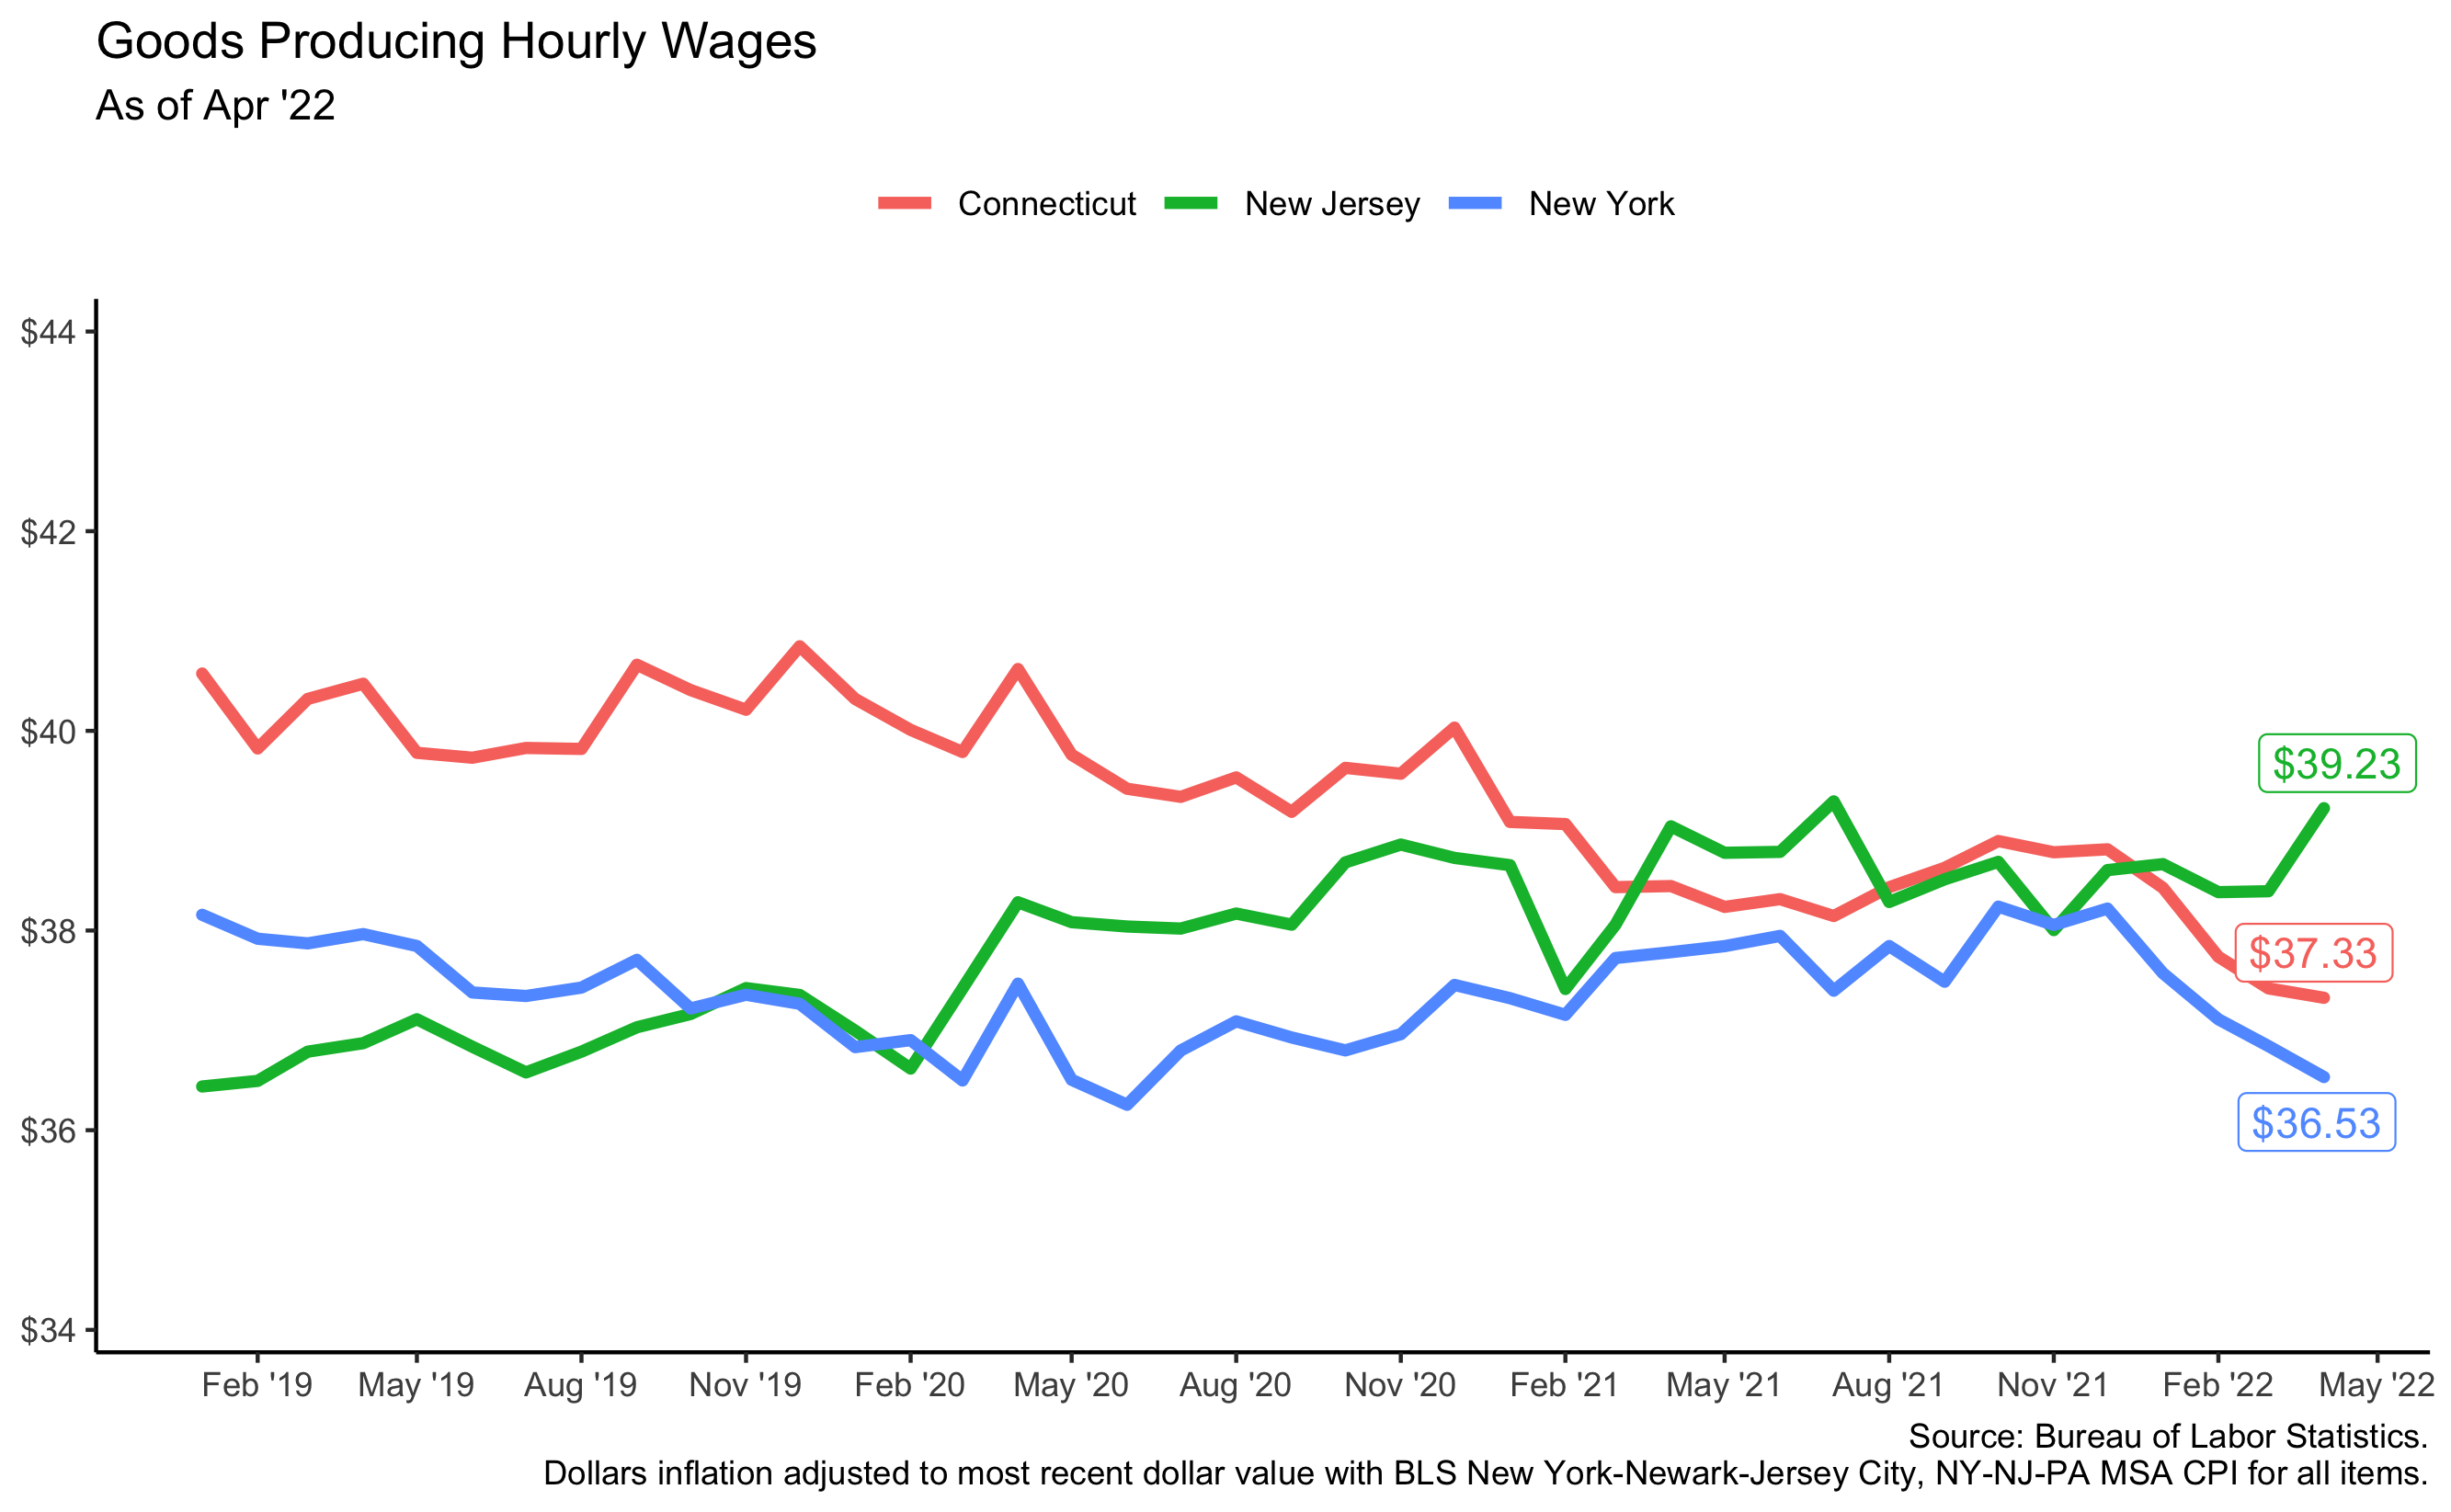 Goods Producing Hourly Wages
As of Apr '22
Connecticut New Jersey New York
$44
$42
$40
$39.23
$38
$37.33
$36
$36.53
$34
Feb '19 May '19 Aug '19 Nov '19 Feb '20 May '20 Aug '20 Nov '20 Feb '21 May '21 Aug '21 Nov '21 Feb '22 May '22
Source: Bureau of Labor Statistics.
Dollars inflation adjusted to most recent dollar value with BLS New York-Newark-Jersey City, NY-NJ-PA MSA CPI for all items.